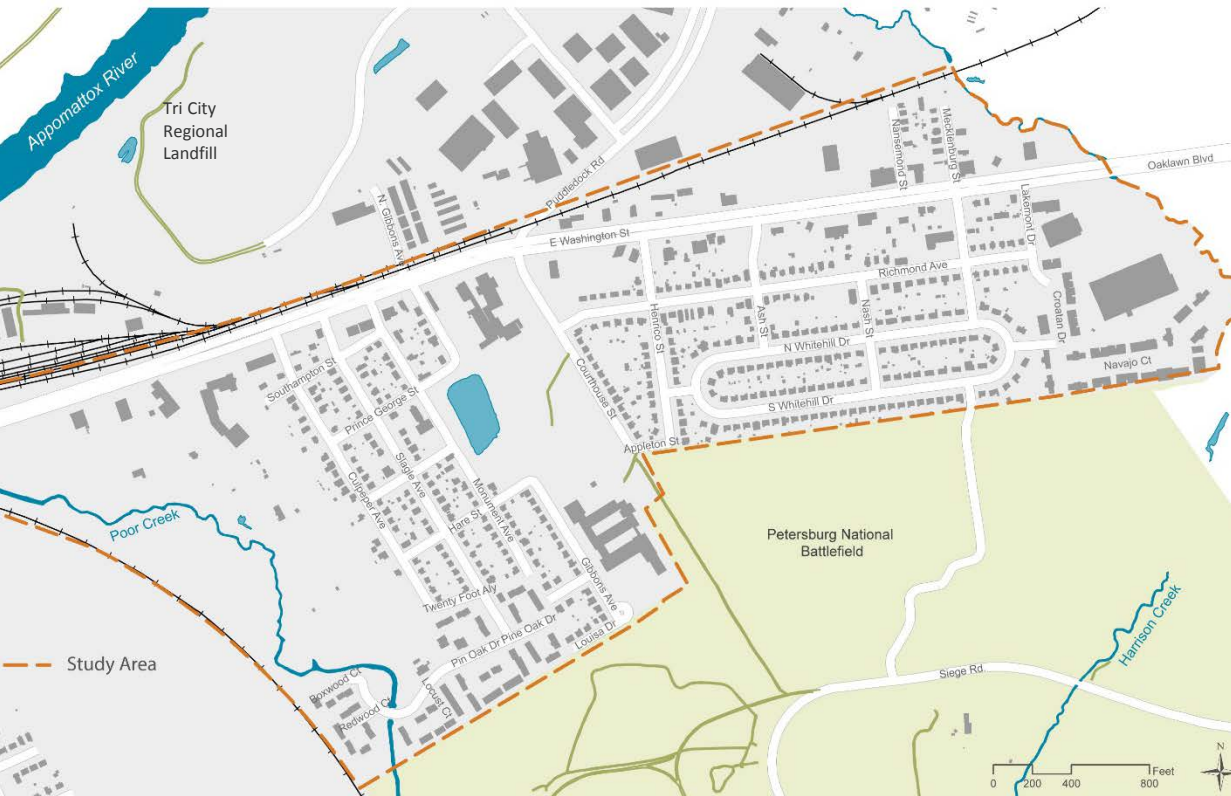 Appomattox River
Tri City
Regional
Landfill
N. Gibbons Ave
Puddledock Rd
Nansemond St
Mecklenburg St
Oaklawn Blvd
E Washington St
Lakemont Dr
Richmond Ave
Henrico St
Ash St
Nash St
Croatan Dr
N Whitehill Dr
Southampton St
Courthouse St
Navajo Ct
Prince George St
S Whitehill Dr
Appleton St
Slagle Ave
Culpeper Ave
Monument Ave
Poor Creek
Hare St
Petersburg National
Battlefield
Gibbons Ave
Twenty Foot Aly
Harrison Creek
Louisa Dr
Pin Oak Dr
Pine Oak Dr
Study Area
Boxwood Ct
Locust Ct
Redwood Ct
Siege Rd
N
Feet
0 200 400 800